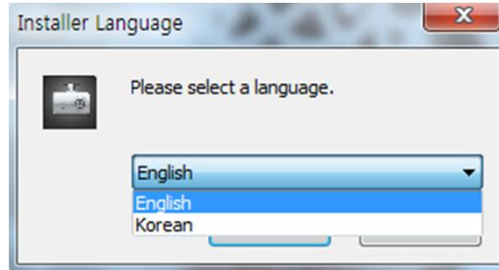 Installer Language
Please select a language.
English
English
Korean